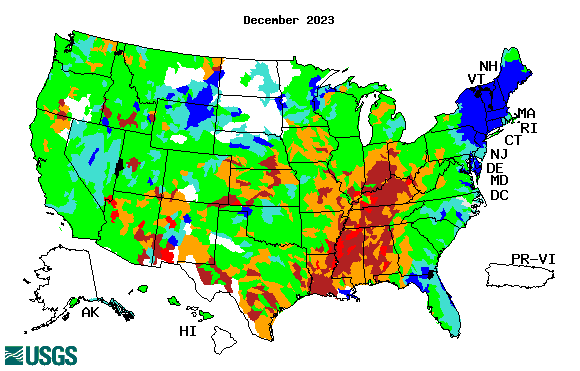 December 2023
NH
VT
MA
RI
CT
NJ
DE
MD
DC
PR-VI
AK
HI
USGS